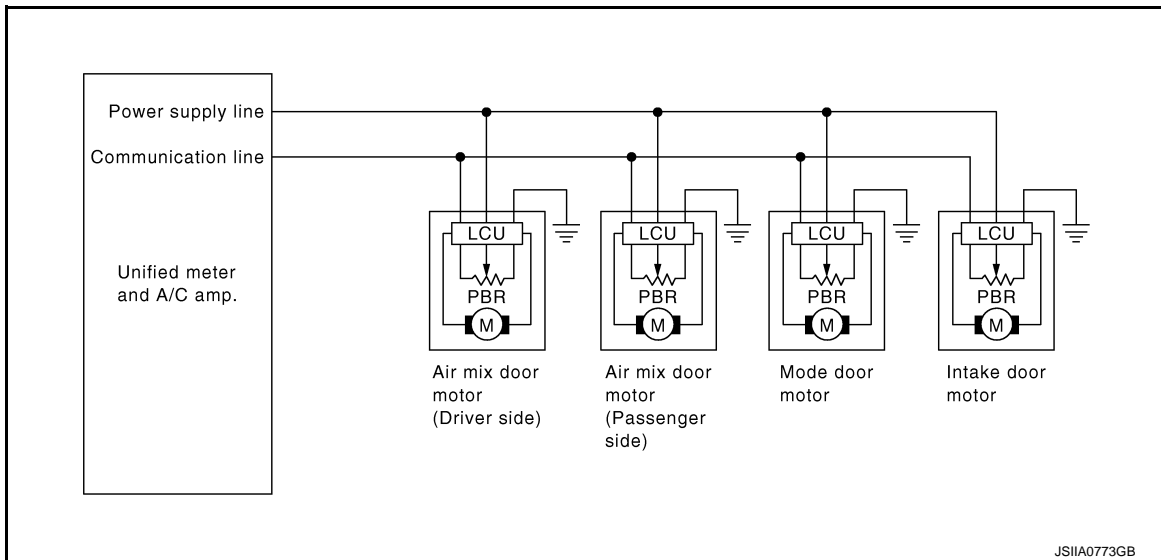 Power supply line
Communication line
Unified meter
and A/C amp.
LCU
PBR
M
Air mix door
motor
(Driver side)
LCU
PBR
M
Air mix door
motor
(Passenger
side)
LCU
PBR
M
Mode door
motor
LCU
PBR
M
Intake door
motor
JSIIA0773GB